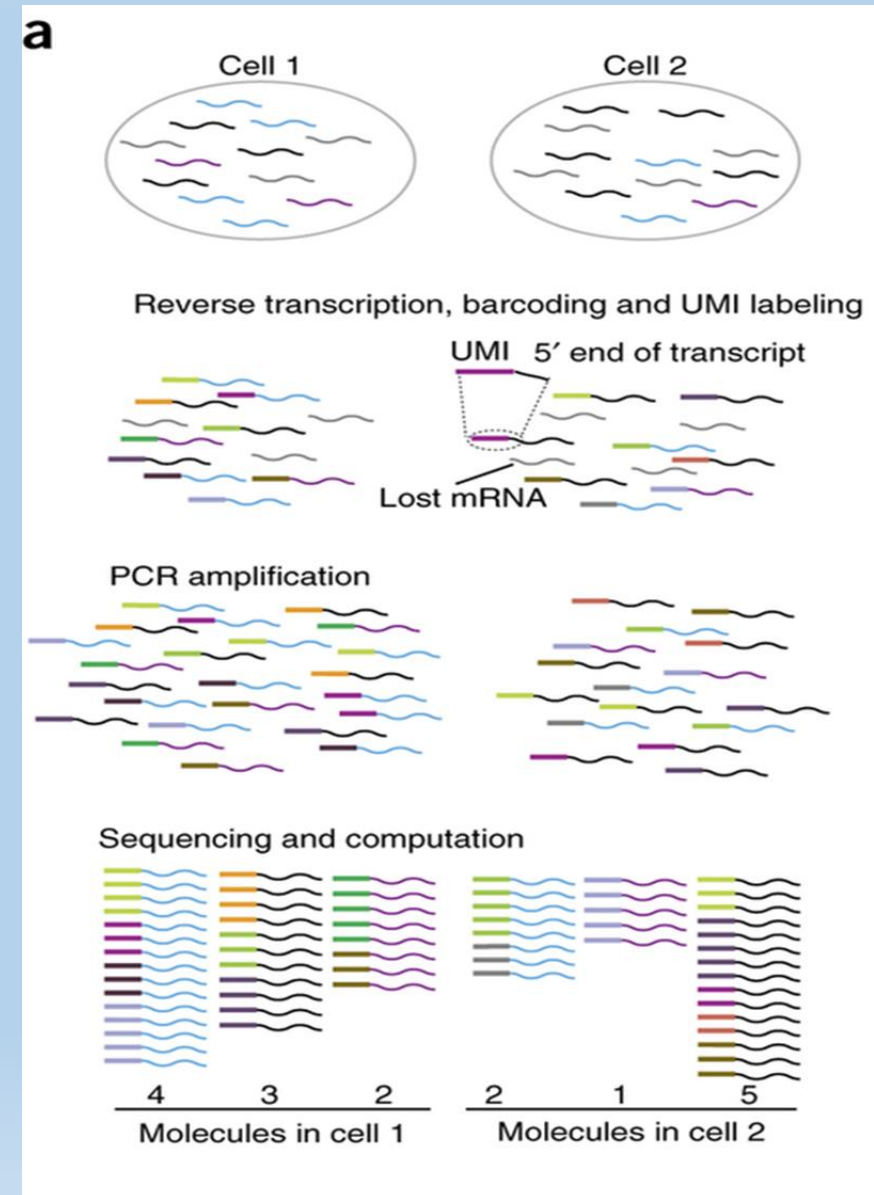 a
Cell 1 Cell 2
Reverse transcription, barcoding and UMI labeling
UMI 5′ end of transcript
Lost mRNA
PCR amplification
Sequencing and computation
4 3 2 2 1 5
Molecules in cell 1 Molecules in cell 2